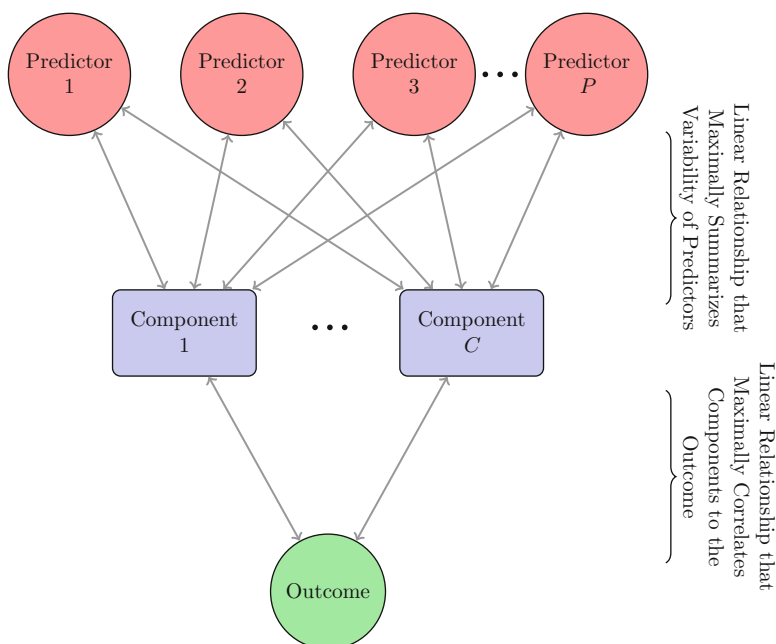 Predictor
1
Predictor
2
Predictor
3
...
Predictor
P
Linear Relationship that
Maximally Summarizes
Variability of Predictors
Component
1
...
Component
C
Linear Relationship that
Maximally Correlates
Components to the
Outcome
Outcome